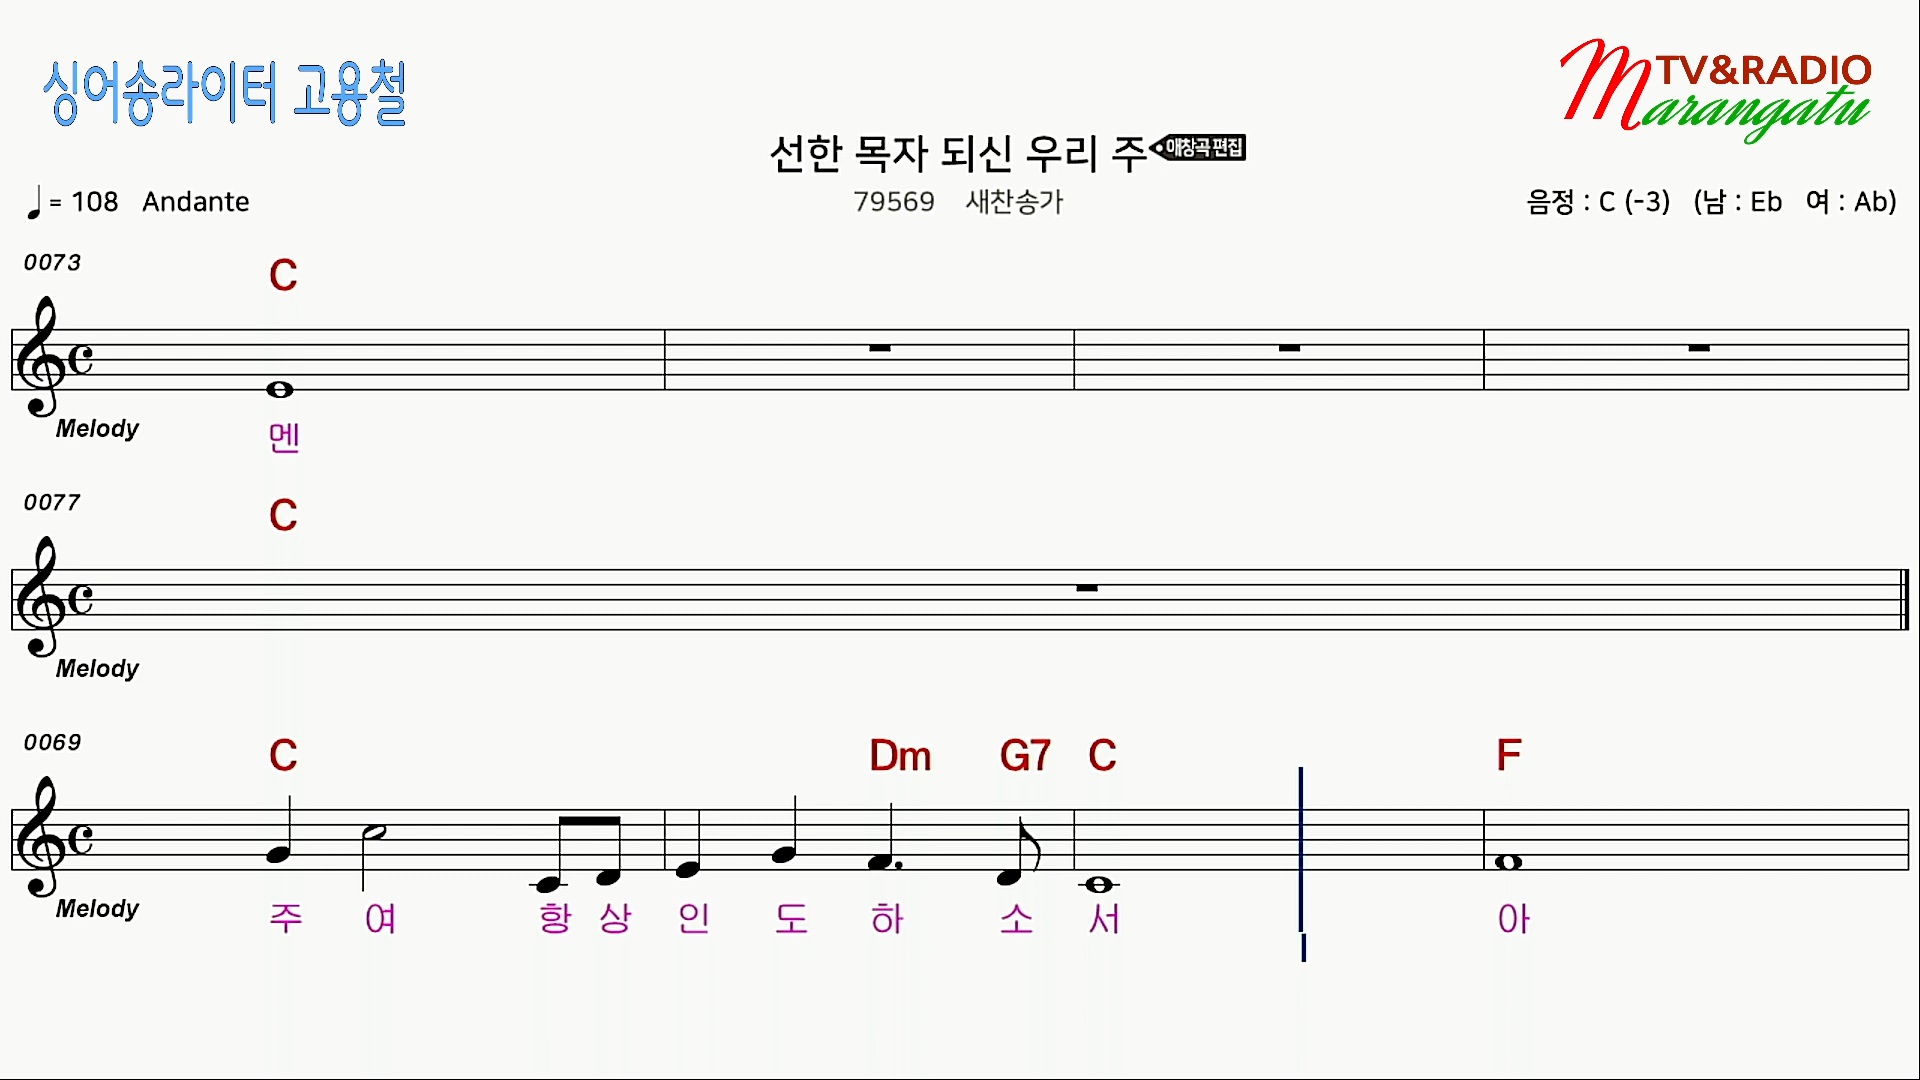 싱어송라이터 고용철
TV&RADIO
Marangatu
선한 목자 되신 우리 주 애창곡 편집
♩= 108 Andante
79569 새찬송가
음정 : C (-3) (남 : Eb 여 : Ab)
0073
C
Melody
멘
0077
C
Melody
0069
C Dm G7 C F
Melody
주 여 항 상 인 도 하 소 서 아